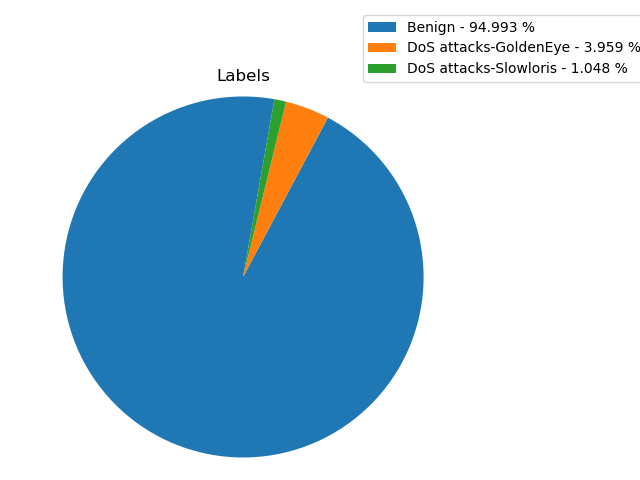 Benign - 94.993 %
DoS attacks-GoldenEye - 3.959 %
DoS attacks-Slowloris - 1.048 %
Labels